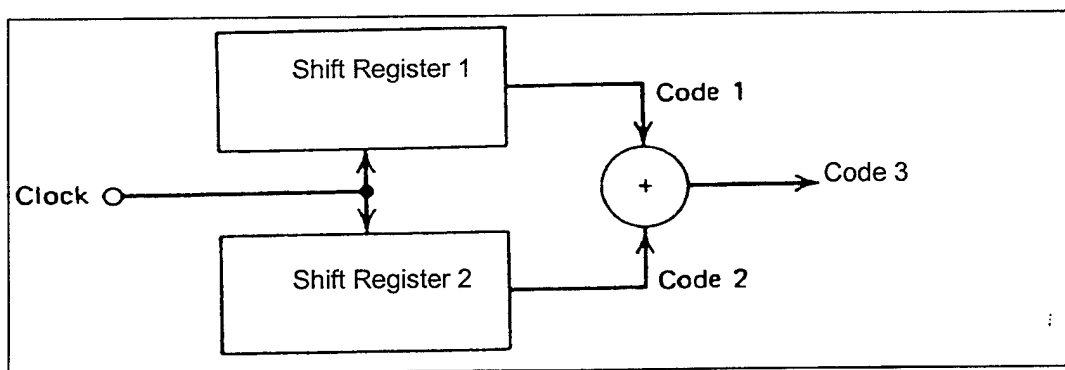 Shift Register 1
Code 1
+
Clock
Code 3
Shift Register 2
Code 2